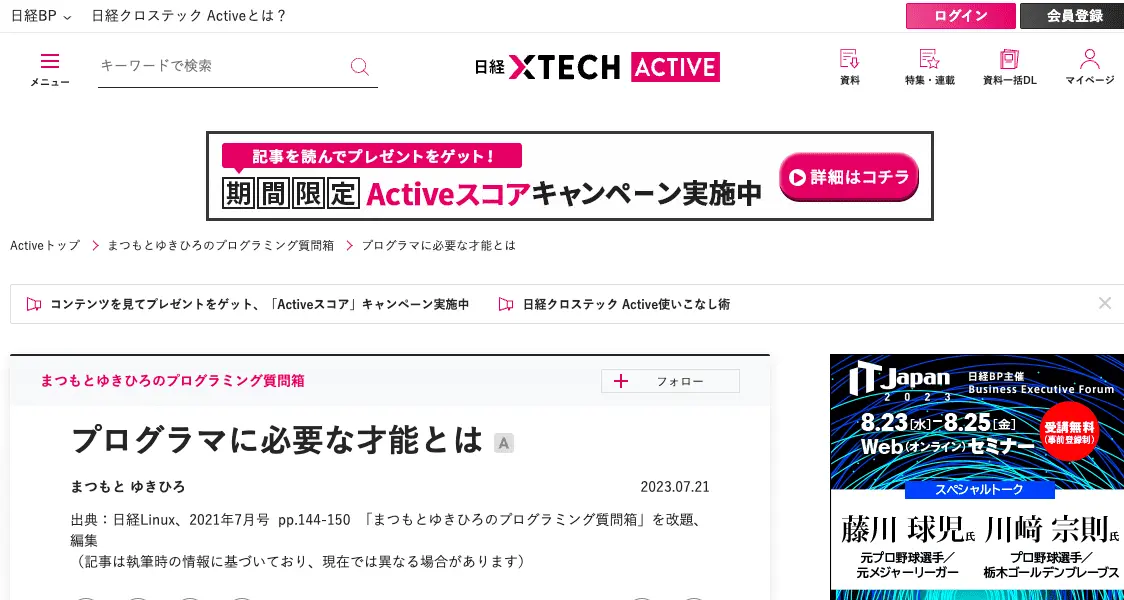 日経BP 日経クロステック Activeとは？ ログイン 会員登録
メニュー キーワードで検索 日経 XTECH ACTIVE 資料 特集・連載 資料一括DL マイページ
記事を読んでプレゼントをゲット！
期間限定 Activeスコアキャンペーン実施中 詳細はコチラ
Activeトップ まつもとゆきひろのプログラミング質問箱 プログラマに必要な才能とは
コンテンツを見てプレゼントをゲット、「Activeスコア」キャンペーン実施中 日経クロステック Active使いこなし術
まつもとゆきひろのプログラミング質問箱 フォロー
プログラマに必要な才能とは A
まつもと ゆきひろ 2023.07.21
出典：日経Linux、2021年7月号 pp.144-150 「まつもとゆきひろのプログラミング質問箱」を改題、
編集
（記事は執筆時の情報に基づいており、現在では異なる場合があります）
IT Japan
2023
日経BP主催
Business Executive Forum
8.23[水]–8.25[金]
Web(オンライン)セミナー
受講無料
(事前登録制)
スペシャルトーク
藤川 球児氏 川﨑 宗則氏
元プロ野球選手／ プロ野球選手／
元メジャーリーガー 栃木ゴールデンブレーブス